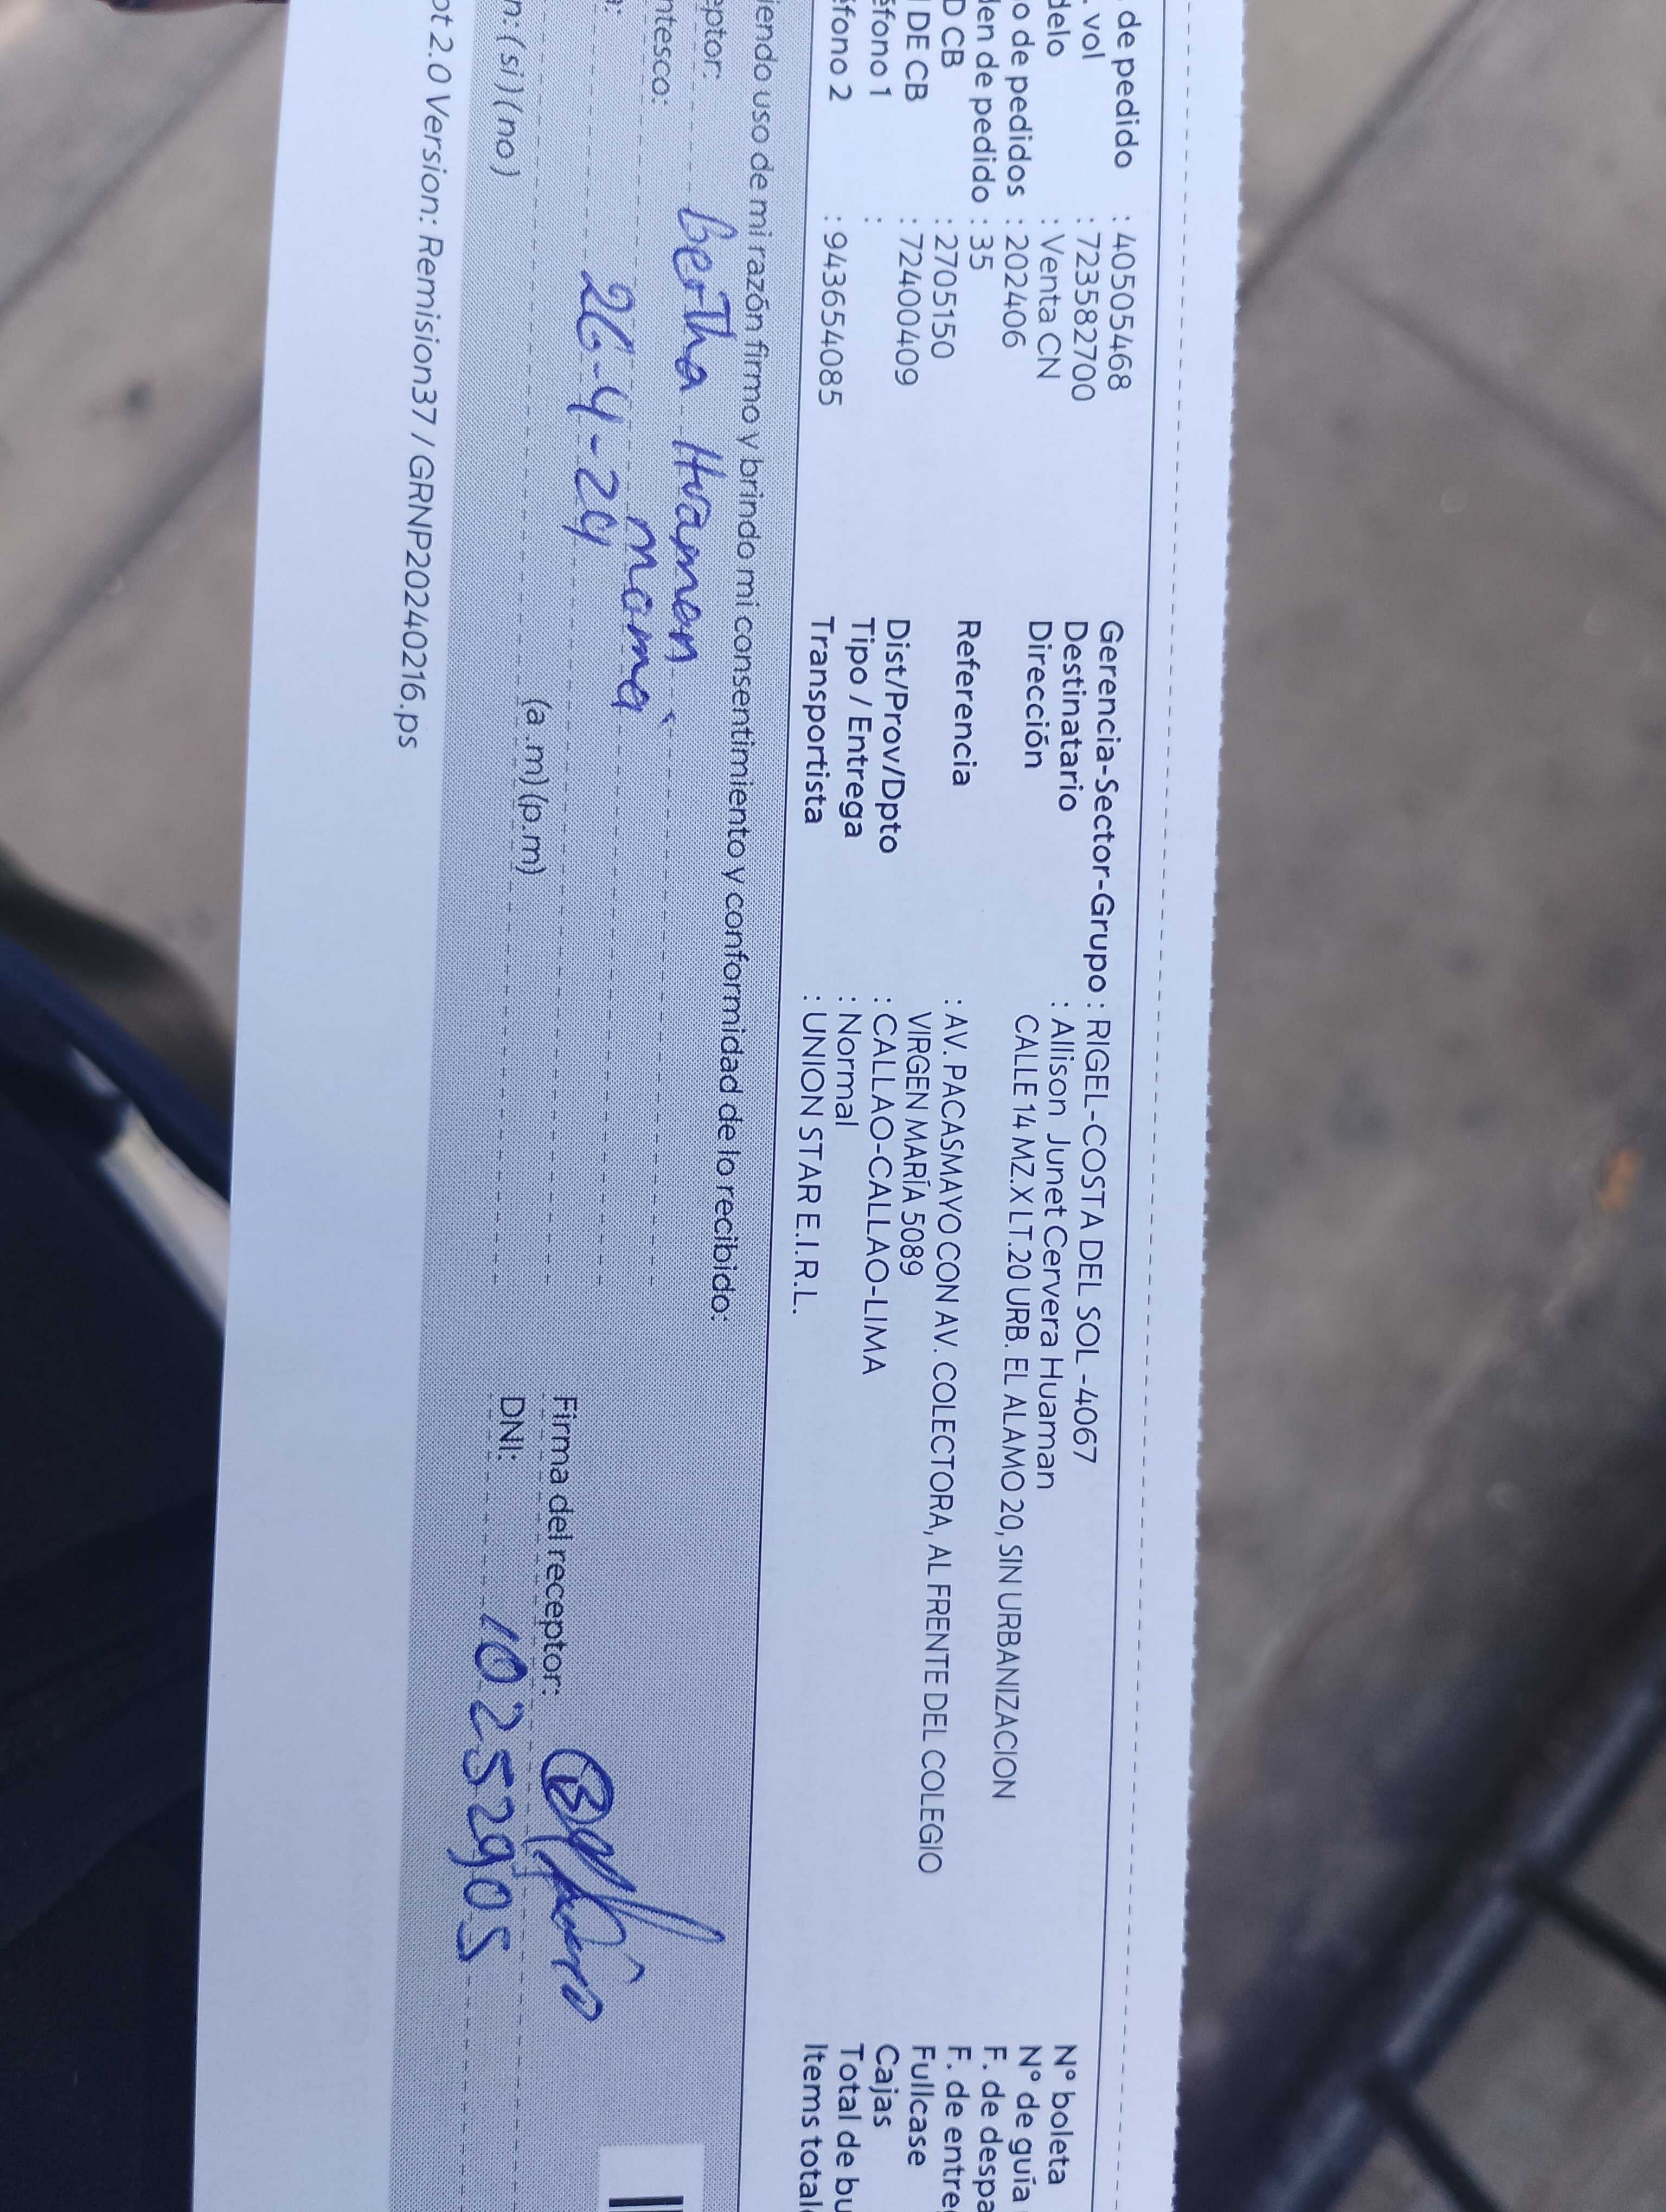 de pedido : 40505468
. vol : 723582700
delo : Venta CN
o de pedidos : 202406
den de pedido : 35
D CB : 2705150
DE CB : 72400409
éfono 1 :
éfono 2 : 943654085
Gerencia-Sector-Grupo : RIGEL-COSTA DEL SOL -4067
Destinatario : Allison Junet Cervera Huaman
Dirección CALLE 14 MZ.X LT.20 URB. EL ALAMO 20, SIN URBANIZACION
Referencia : AV. PACASMAYO CON AV. COLECTORA, AL FRENTE DEL COLEGIO
VIRGEN MARÍA 5089
Dist/Prov/Dpto : CALLAO-CALLAO-LIMA
Tipo / Entrega : Normal
Transportista : UNION STAR E.I.R.L.
N° boleta
N° de guía
F. de despa
F. de entre
Fullcase
Cajas
Total de bu
Items total
iendo uso de mi razón firmo y brindo mi consentimiento y conformidad de lo recibido:
eptor: Bertha Huaman
ntesco: mamá
a: 26-4-24
Firma del receptor:
n: (si) (no) (a.m) (p.m) DNI: 10252905
ot 2.0 Version: Remision37 / GRNP20240216.ps